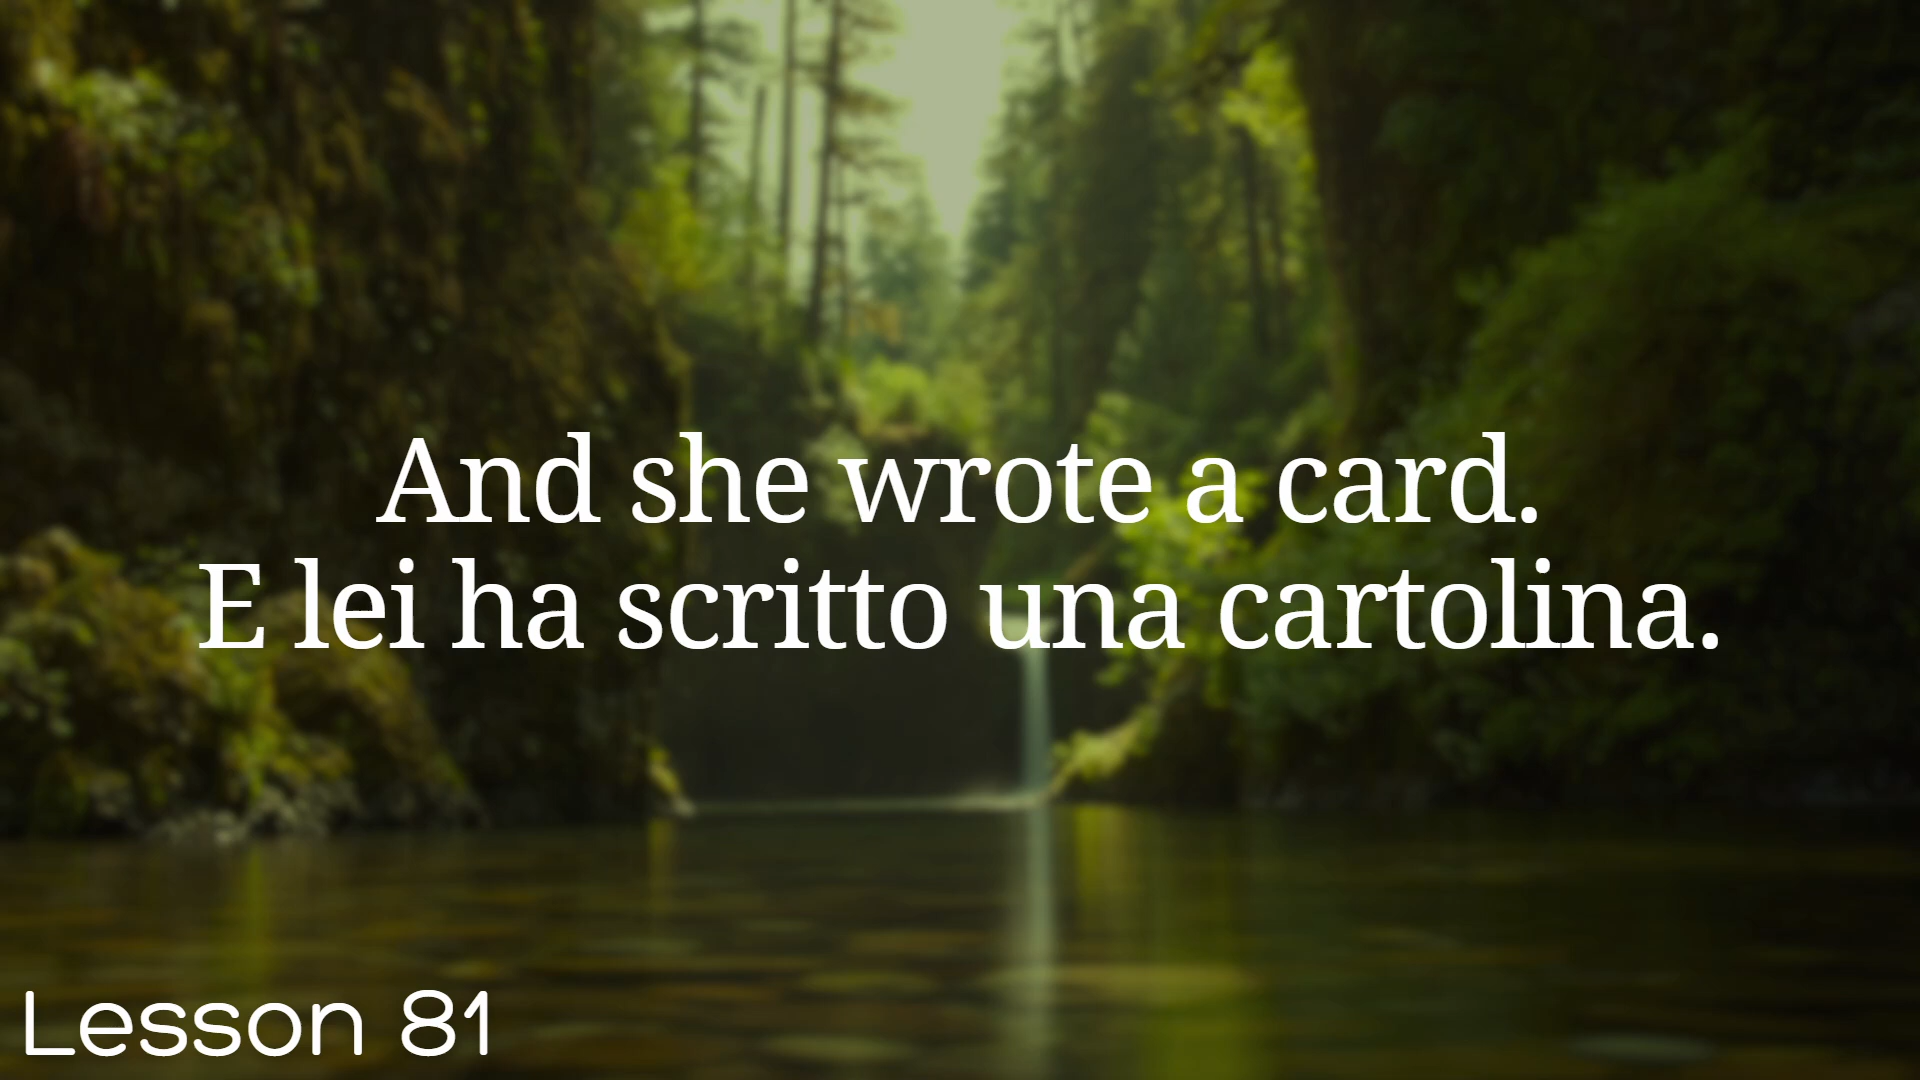 And she wrote a card.
E lei ha scritto una cartolina.
Lesson 81